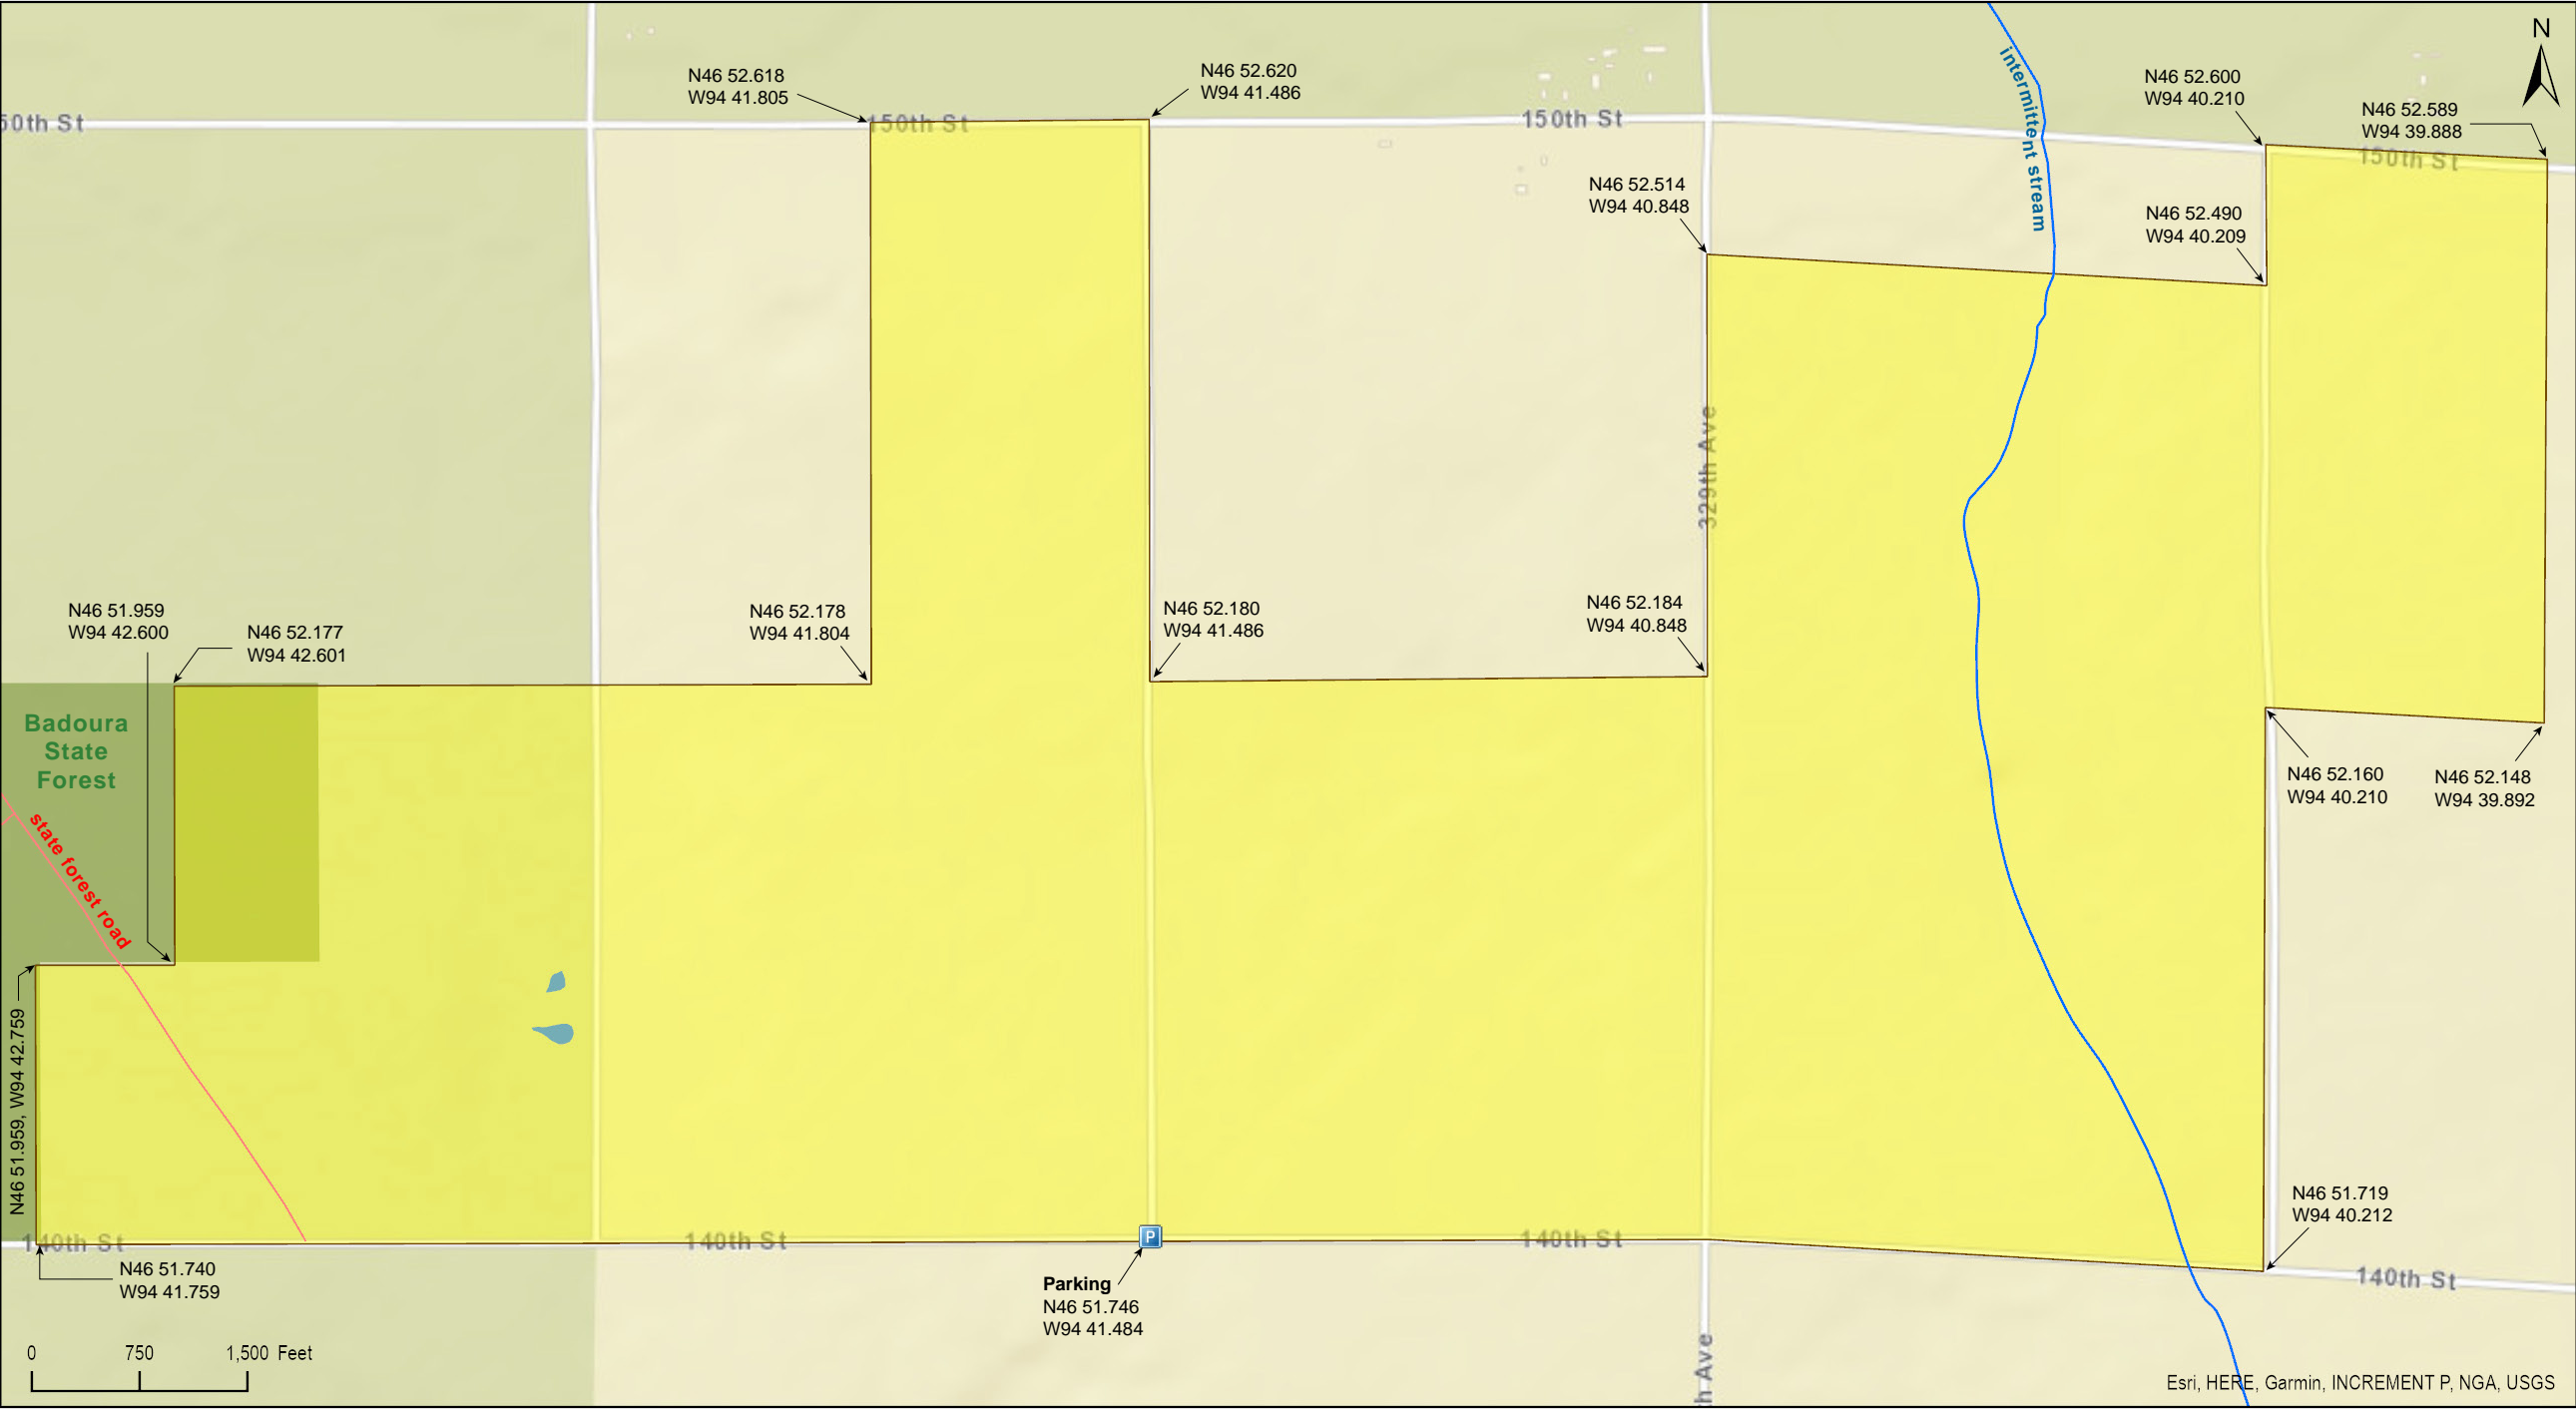 N
N46 52.618
W94 41.805
N46 52.620
W94 41.486
N46 52.600
W94 40.210
N46 52.589
W94 39.888
50th St
150th St
150th St
150th St
intermittent stream
N46 52.514
W94 40.848
N46 52.490
W94 40.209
329th Ave
N46 51.959
W94 42.600
N46 52.177
W94 42.601
N46 52.178
W94 41.804
N46 52.180
W94 41.486
N46 52.184
W94 40.848
Badoura
State
Forest
state forest road
N46 52.160
W94 40.210
N46 52.148
W94 39.892
N46 51.959, W94 42.759
N46 51.719
W94 40.212
140th St
140th St
140th St
140th St
P
N46 51.740
W94 41.759
Parking
N46 51.746
W94 41.484
h Ave
0 750 1,500 Feet
Esri, HERE, Garmin, INCREMENT P, NGA, USGS